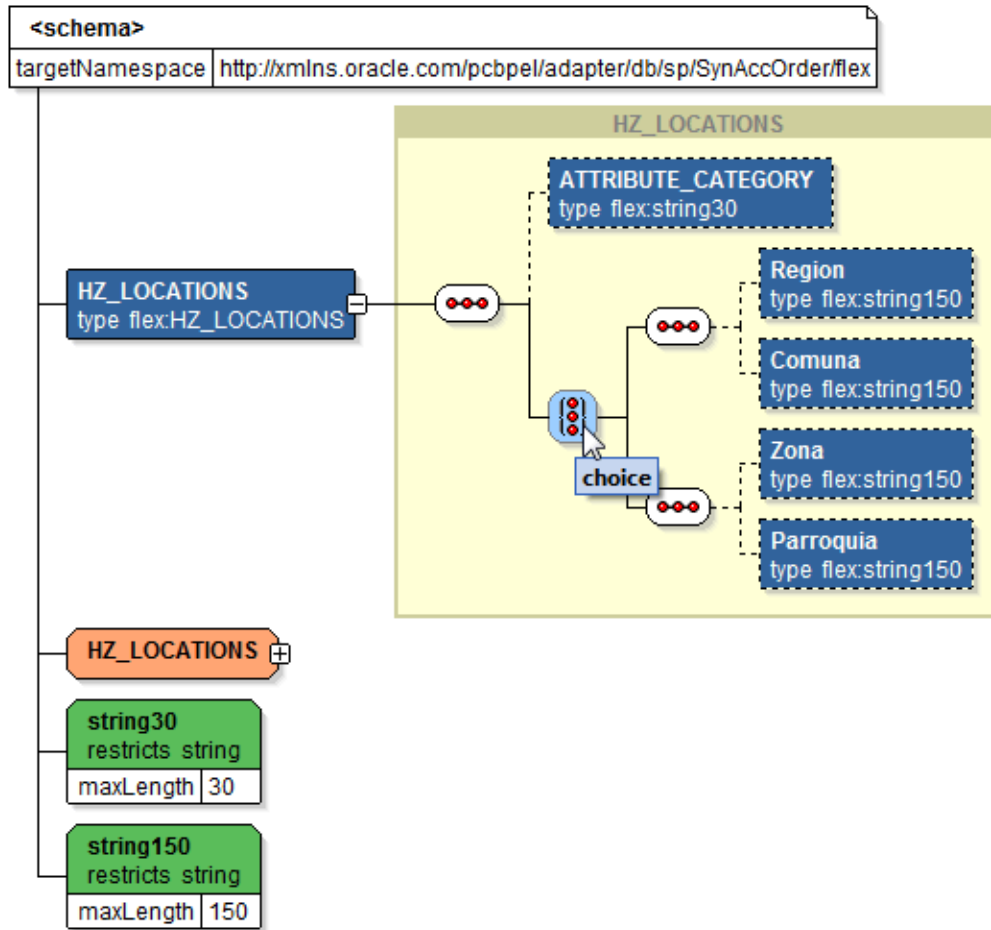 <schema>
targetNamespace http://xmlns.oracle.com/pcbpel/adapter/db/sp/SynAccOrder/flex
HZ_LOCATIONS
ATTRIBUTE_CATEGORY
type flex:string30
HZ_LOCATIONS
type flex:HZ_LOCATIONS
Region
type flex:string150
Comuna
type flex:string150
choice
Zona
type flex:string150
Parroquia
type flex:string150
HZ_LOCATIONS
string30
restricts string
maxLength 30
string150
restricts string
maxLength 150